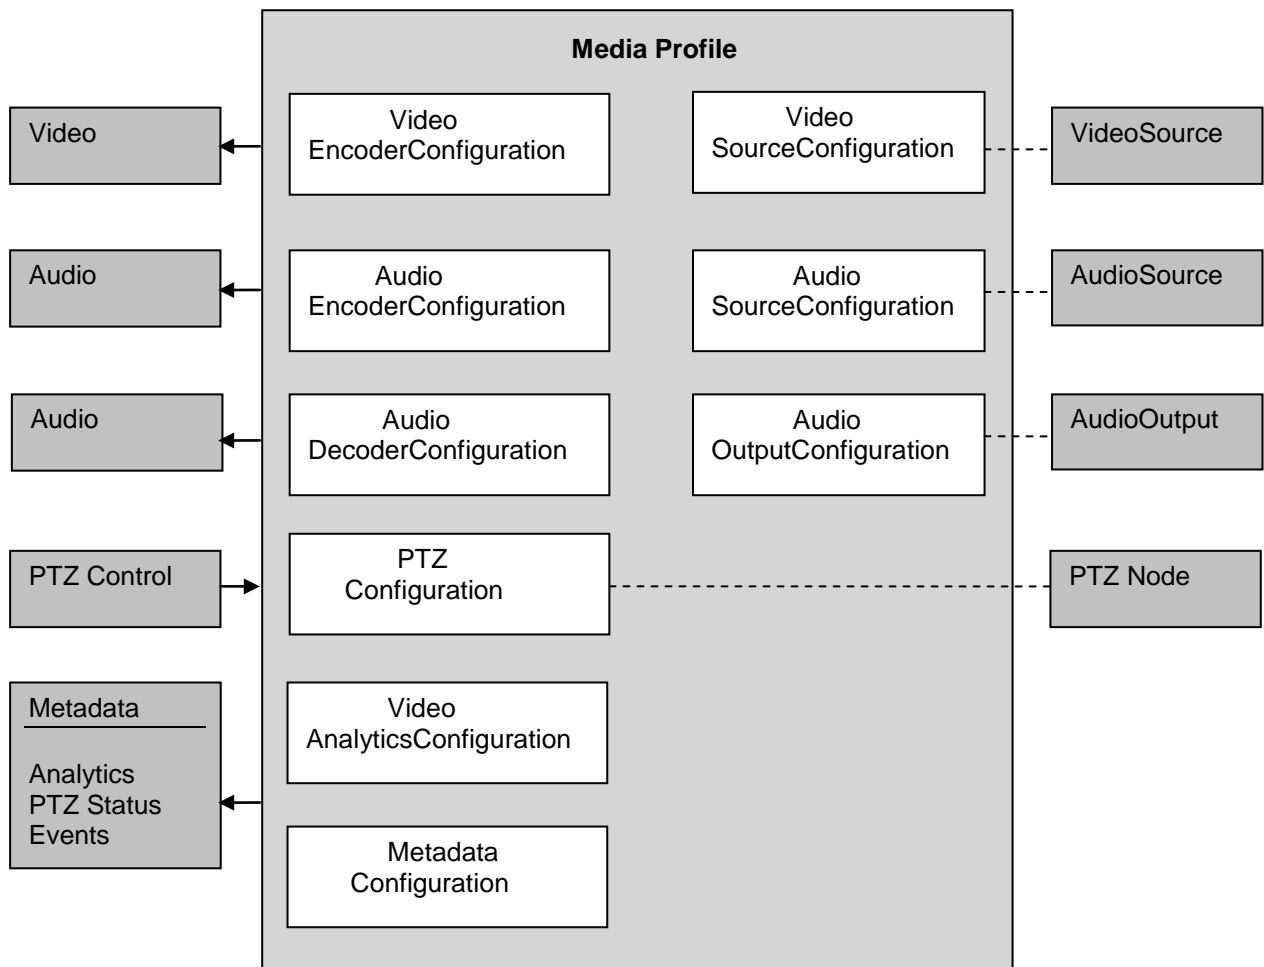 Media Profile
Video
Video
EncoderConfiguration
Video
SourceConfiguration
VideoSource
Audio
Audio
EncoderConfiguration
Audio
SourceConfiguration
AudioSource
Audio
Audio
DecoderConfiguration
Audio
OutputConfiguration
AudioOutput
PTZ Control
PTZ
Configuration
PTZ Node
Metadata
Analytics
PTZ Status
Events
Video
AnalyticsConfiguration
Metadata
Configuration